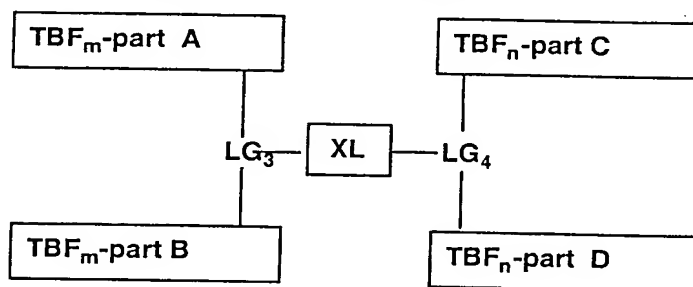 TBFm-part A
TBFn-part C
LG3
XL
LG4
TBFm-part B
TBFn-part D